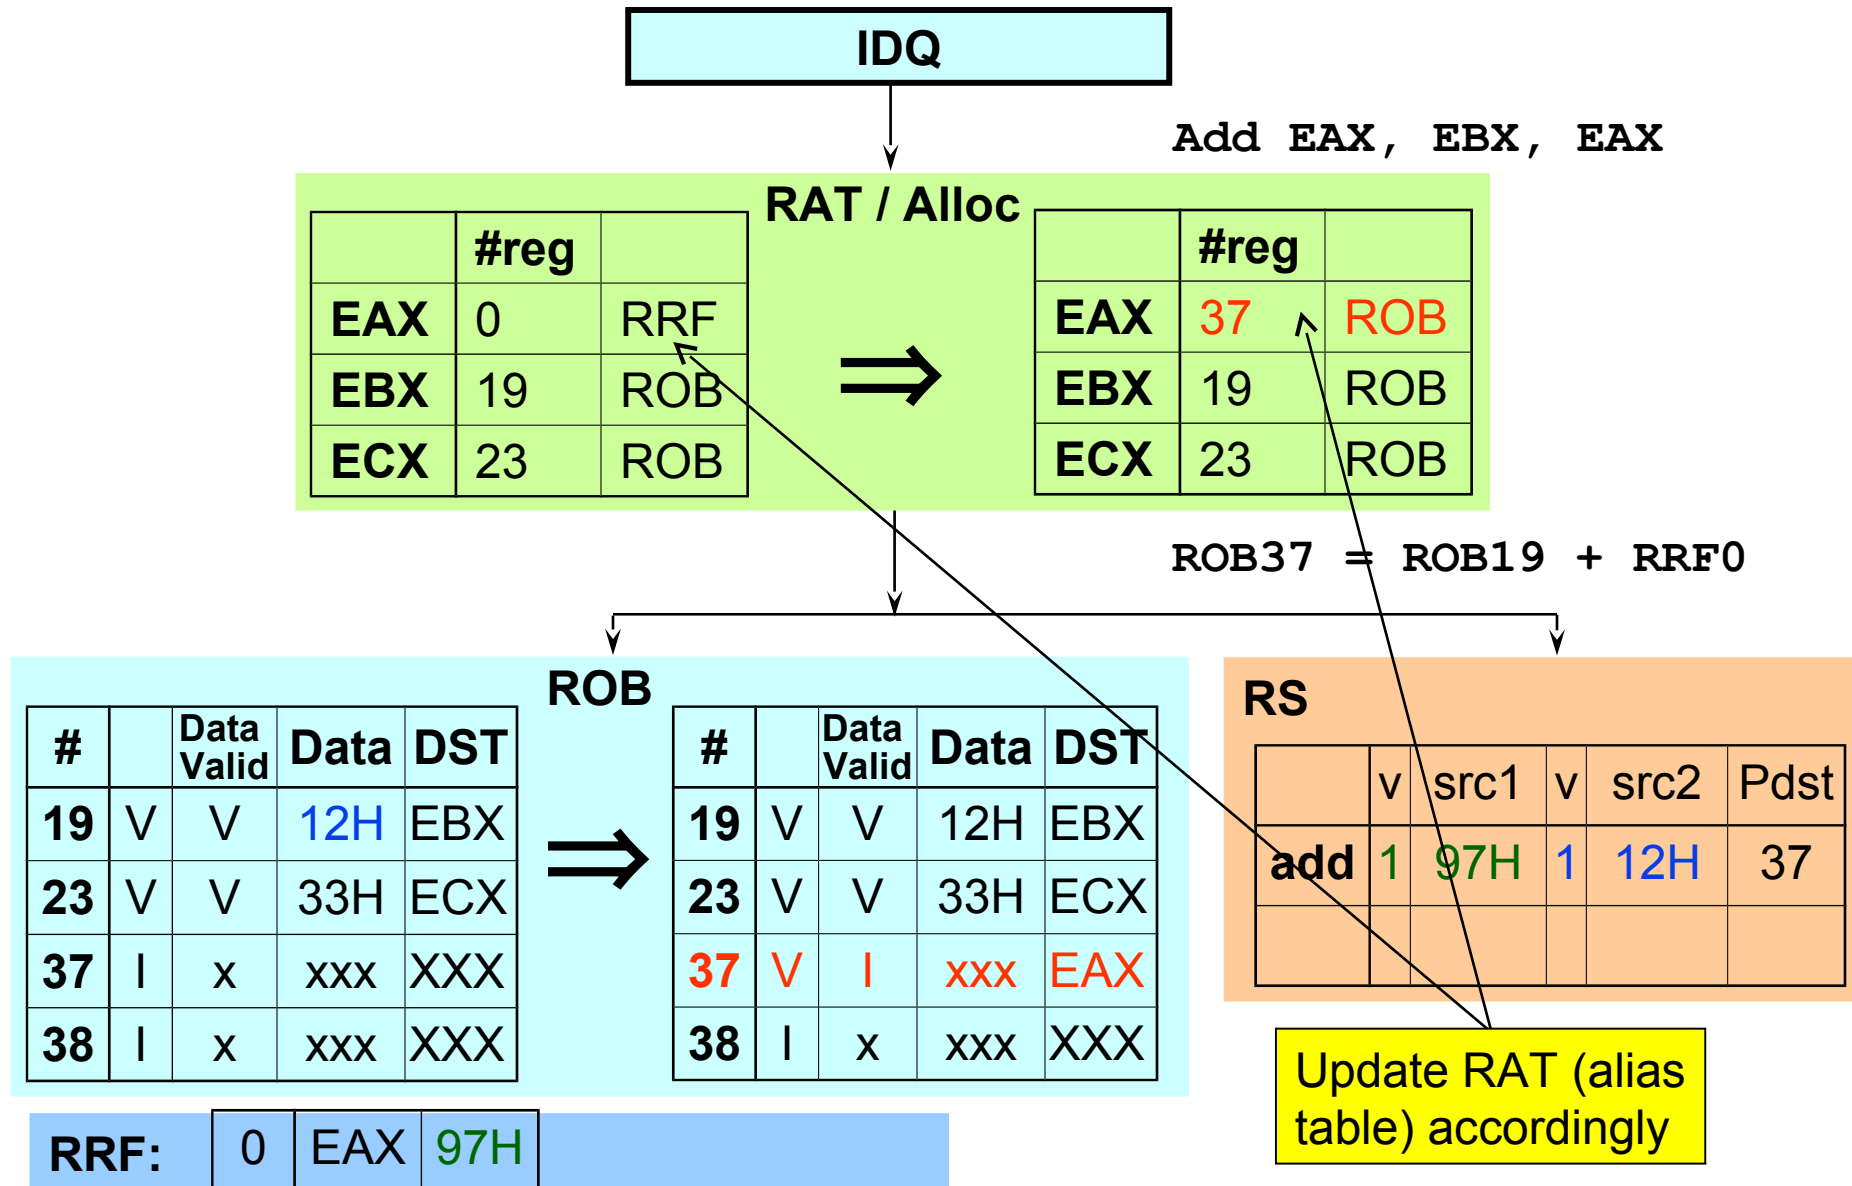 IDQ
Add EAX, EBX, EAX
RAT / Alloc
#reg
EAX 0 RRF
EBX 19 ROB
ECX 23 ROB
⇒
#reg
EAX 37 ROB
EBX 19 ROB
ECX 23 ROB
ROB37 = ROB19 + RRF0
ROB
# Data Valid Data DST
19 V V 12H EBX
23 V V 33H ECX
37 I x xxx XXX
38 I x xxx XXX
⇒
# Data Valid Data DST
19 V V 12H EBX
23 V V 33H ECX
37 V I xxx EAX
38 I x xxx XXX
RS
v src1 v src2 Pdst
add 1 97H 1 12H 37
Update RAT (alias
table) accordingly
RRF: 0 EAX 97H